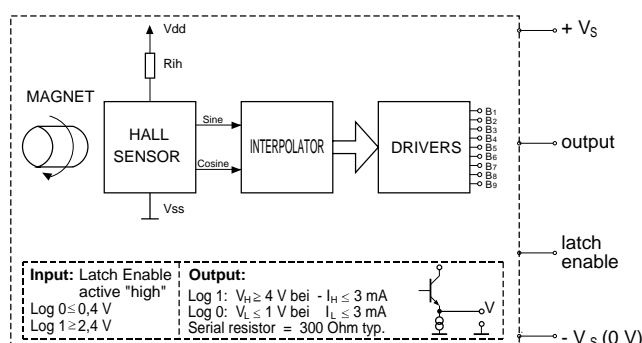 Vdd
+ VS
Rih
MAGNET
HALL
SENSOR
Sine
Cosine
INTERPOLATOR
DRIVERS
B1
B2
B3
B4
B5
B6
B7
B8
B9
output
Vss
latch
enable
Input: Latch Enable
active "high"
Log 0≤0,4 V
Log 1≥2,4 V
Output:
Log 1: VH ≥ 4 V bei - IH ≤ 3 mA
Log 0: VL ≤ 1 V bei IL ≤ 3 mA
Serial resistor = 300 Ohm typ.
V
- VS (0 V)